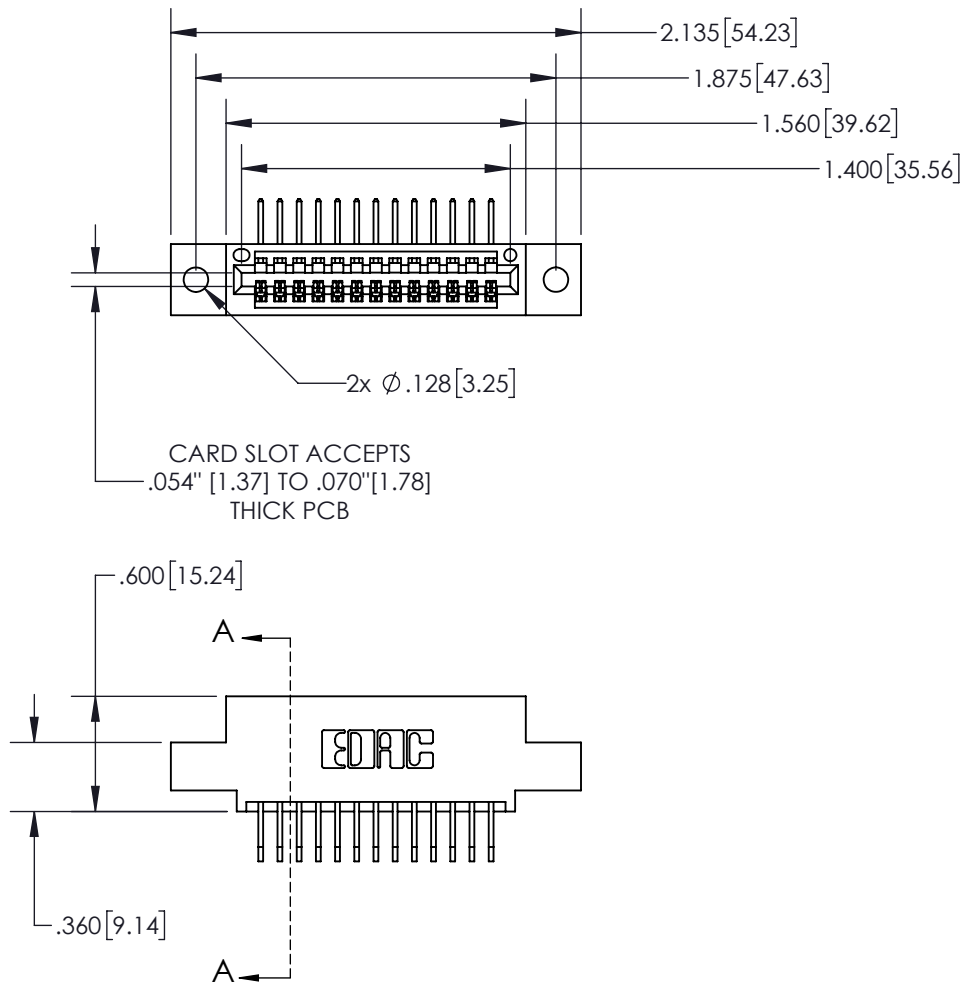 2.135[54.23]
1.875[47.63]
1.560[39.62]
1.400[35.56]
2x ∅.128[3.25]
CARD SLOT ACCEPTS
.054" [1.37] TO .070"[1.78]
THICK PCB
.600[15.24]
A
EDAC
.360[9.14]
A